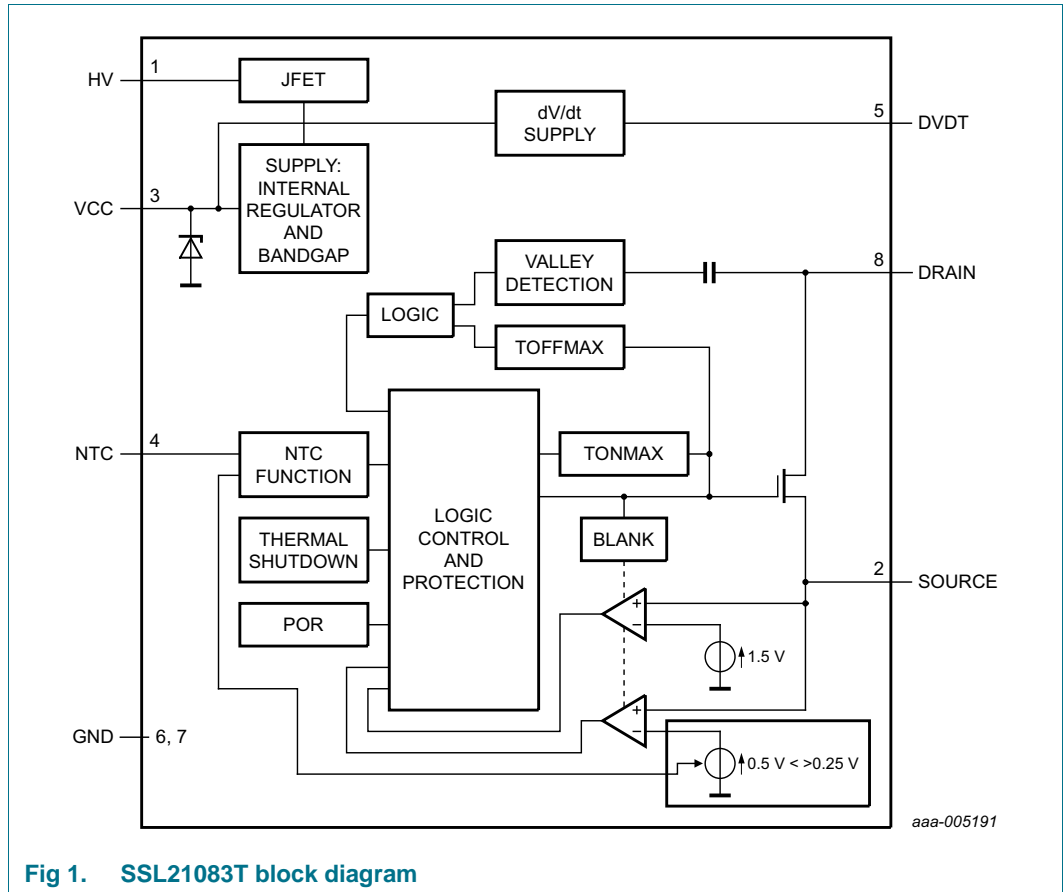 HV
1
JFET
dV/dt
SUPPLY
5
DVDT
SUPPLY:
INTERNAL
REGULATOR
AND
BANDGAP
VCC
3
VALLEY
DETECTION
8
DRAIN
LOGIC
TOFFMAX
NTC
4
NTC
FUNCTION
TONMAX
LOGIC
CONTROL
AND
PROTECTION
THERMAL
SHUTDOWN
BLANK
2
SOURCE
POR
+
−
1.5 V
+
−
GND
6, 7
0.5 V < >0.25 V
aaa-005191
Fig 1. SSL21083T block diagram